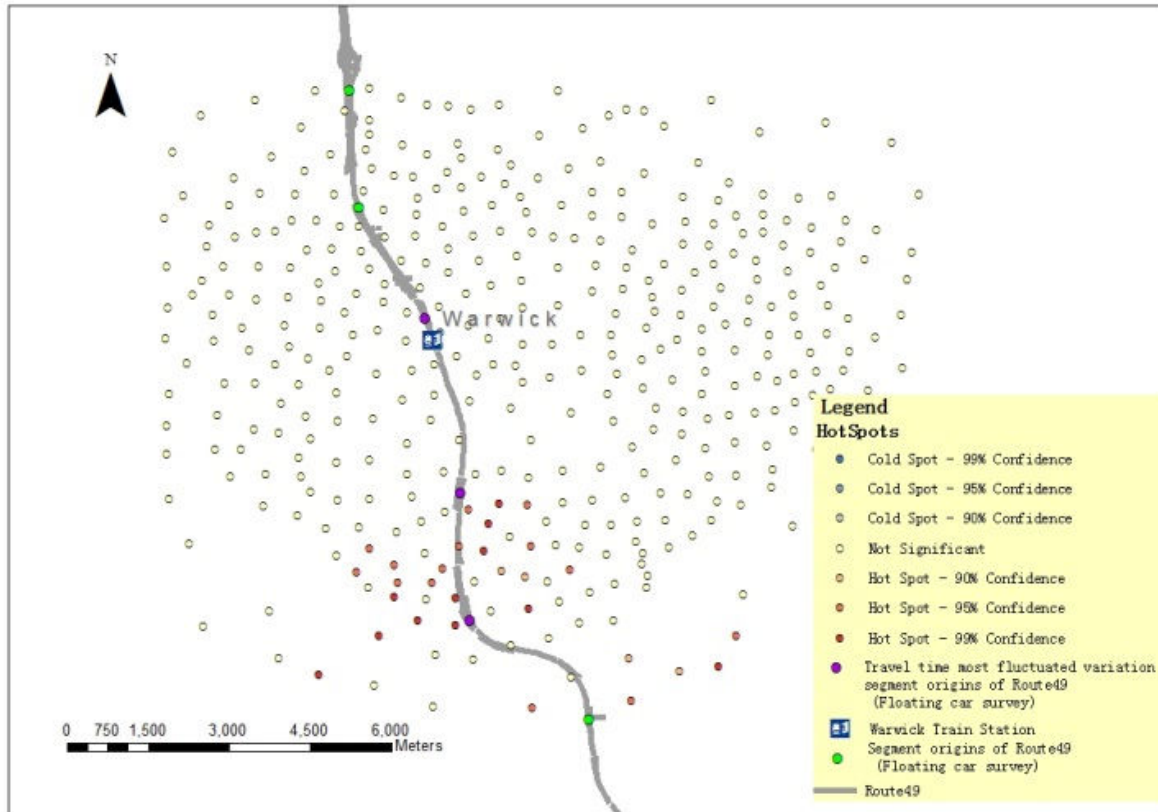 N
Warwick
Legend
HotSpots
Cold Spot - 99% Confidence
Cold Spot - 95% Confidence
Cold Spot - 90% Confidence
Not Significant
Hot Spot - 90% Confidence
Hot Spot - 95% Confidence
Hot Spot - 99% Confidence
Travel time most fluctuated variation
segment origins of Route49
(Floating car survey)
Warwick Train Station
Segment origins of Route49
(Floating car survey)
Route49
0 750 1,500 3,000 4,500 6,000
Meters